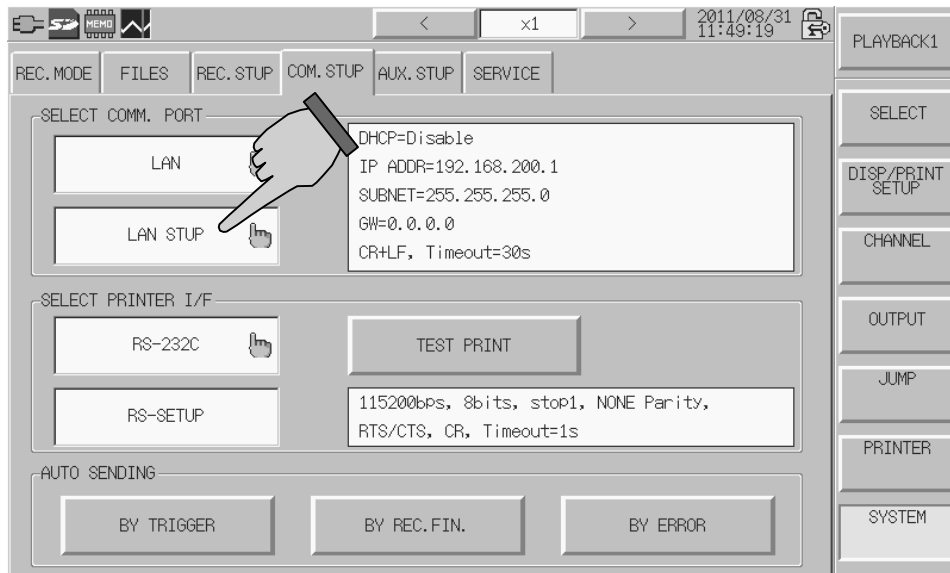 SD MEMO < ×1 > 2011/08/31
11:49:19
PLAYBACK1
REC.MODE FILES REC.STUP COM.STUP AUX.STUP SERVICE
SELECT COMM. PORT
LAN
LAN STUP
DHCP=Disable
IP ADDR=192.168.200.1
SUBNET=255.255.255.0
GW=0.0.0.0
CR+LF, Timeout=30s
SELECT PRINTER I/F
RS-232C
TEST PRINT
RS-SETUP
115200bps, 8bits, stop1, NONE Parity,
RTS/CTS, CR, Timeout=1s
AUTO SENDING
BY TRIGGER BY REC.FIN. BY ERROR
SELECT
DISP/PRINT
SETUP
CHANNEL
OUTPUT
JUMP
PRINTER
SYSTEM